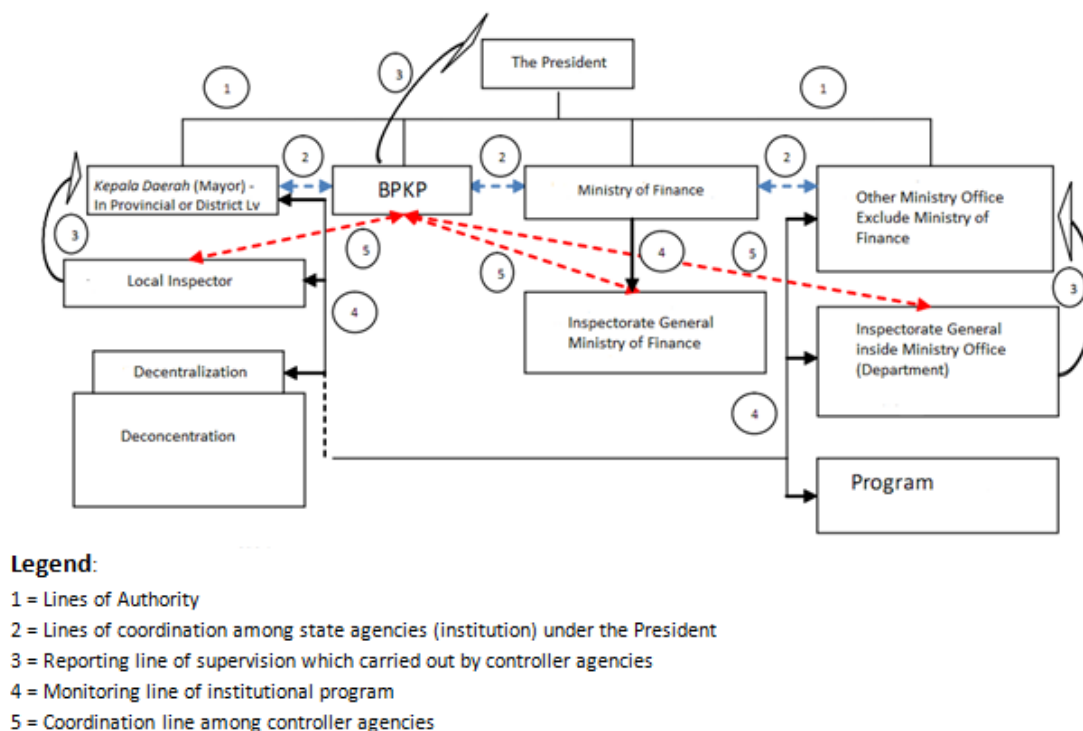 The President
3
1
1
2
2
2
Kepala Daerah (Mayor) -
In Provincial or District Lv
BPKP
Ministry of Finance
Other Ministry Office
Exclude Ministry of
Finance
3
5
5
4
5
3
Local Inspector
4
Inspectorate General
Ministry of Finance
Inspectorate General
inside Ministry Office
(Department)
Decentralization
4
Deconcentration
Program
Legend:
1 = Lines of Authority
2 = Lines of coordination among state agencies (institution) under the President
3 = Reporting line of supervision which carried out by controller agencies
4 = Monitoring line of institutional program
5 = Coordination line among controller agencies